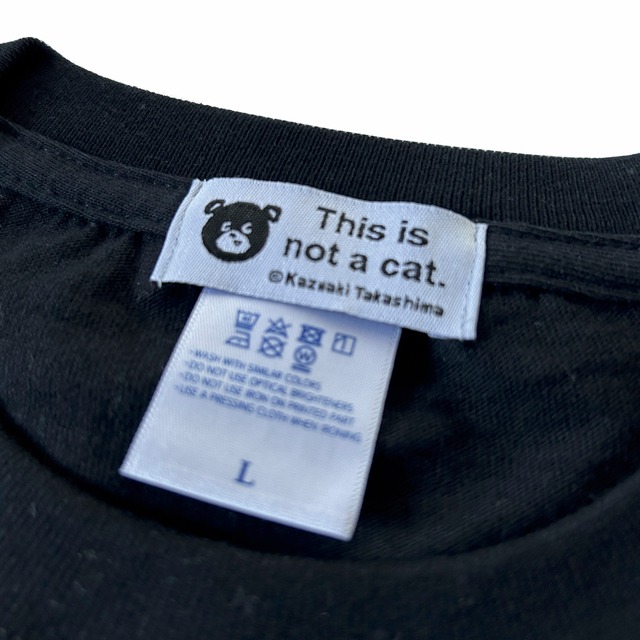 This is
not a cat.
©Kazuaki Takashima
・WASH WITH SIMILAR COLORS
・DO NOT USE OPTICAL BRIGHTENERS
・DO NOT USE IRON ON PRINTED PART
・USE A PRESSING CLOTH WHEN IRONING
L